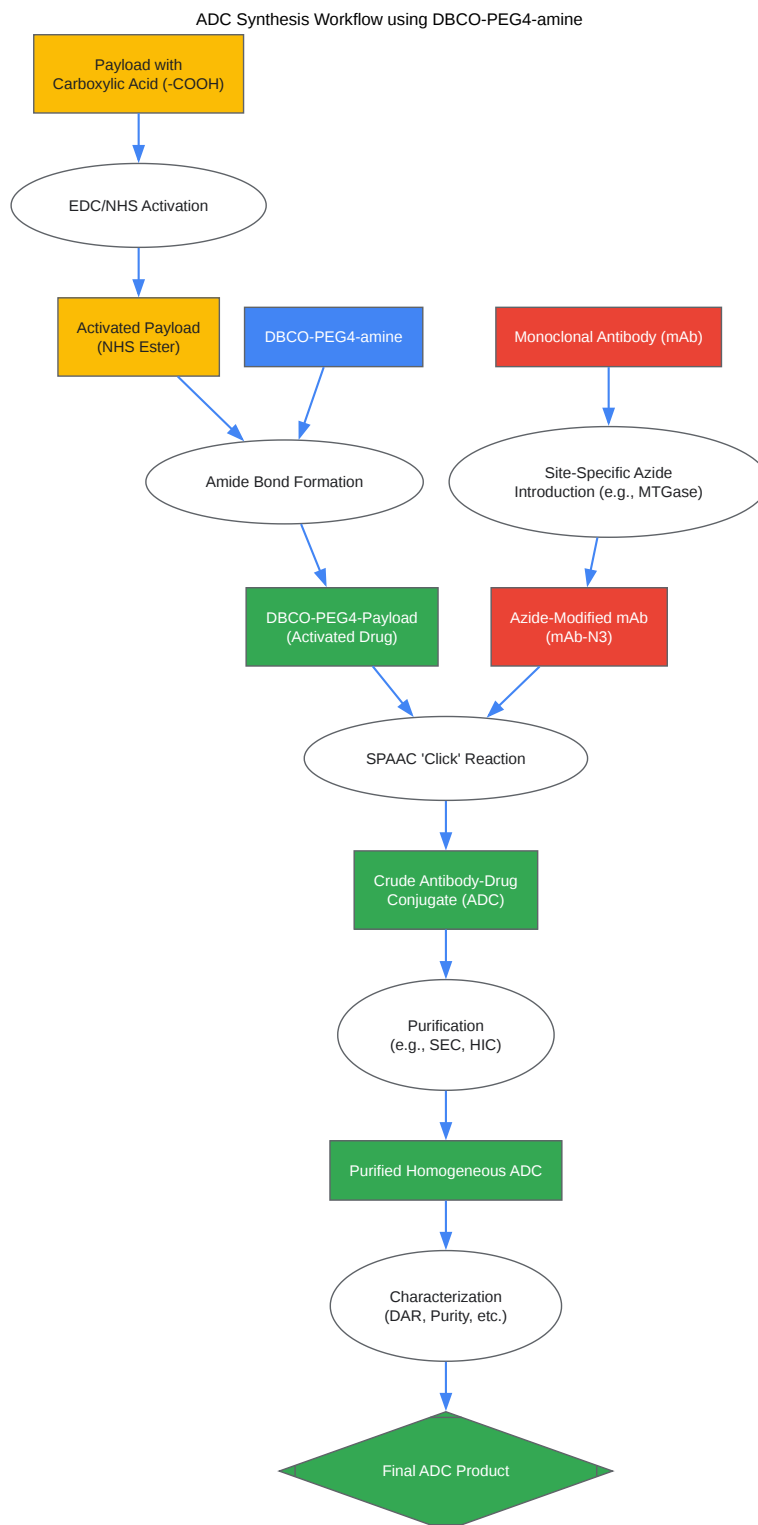 ADC Synthesis Workflow using DBCO-PEG4-amine
Payload with
Carboxylic Acid (-COOH)
EDC/NHS Activation
Activated Payload
(NHS Ester)
DBCO-PEG4-amine
Monoclonal Antibody (mAb)
Amide Bond Formation
Site-Specific Azide
Introduction (e.g., MTGase)
DBCO-PEG4-Payload
(Activated Drug)
Azide-Modified mAb
(mAb-N3)
SPAAC 'Click' Reaction
Crude Antibody-Drug
Conjugate (ADC)
Purification
(e.g., SEC, HIC)
Purified Homogeneous ADC
Characterization
(DAR, Purity, etc.)
Final ADC Product